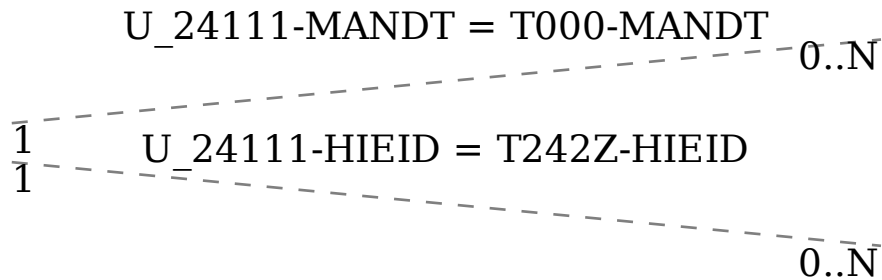 U_24111-MANDT = T000-MANDT
0..N
1
U_24111-HIEID = T242Z-HIEID
1
0..N